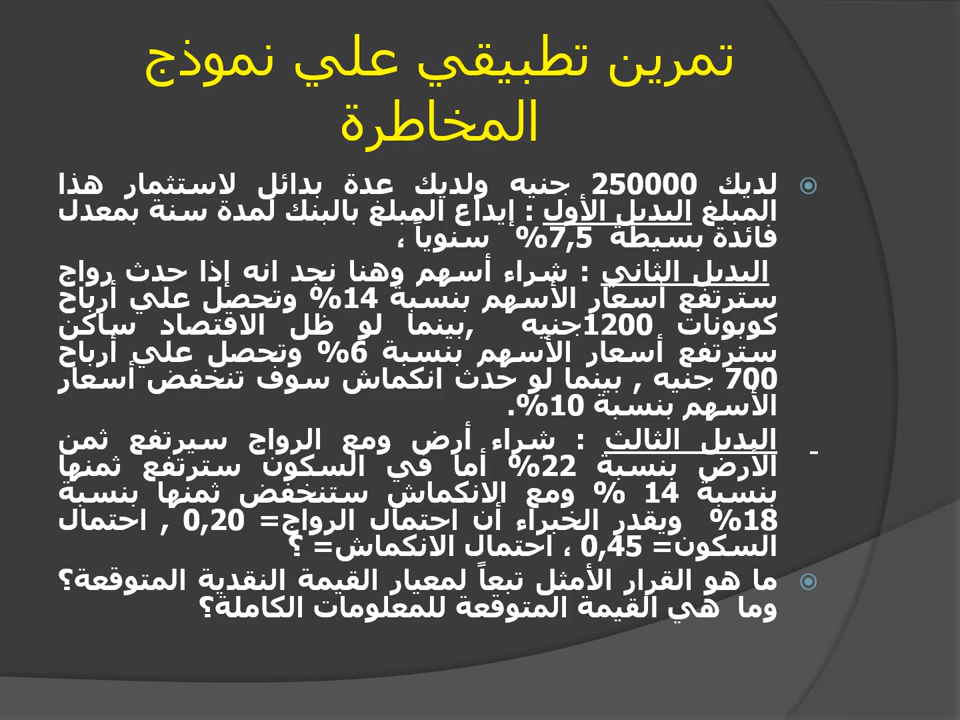 تمرين تطبيقي علي نموذج
المخاطرة
لديك 250000 جنيه ولديك عدة بدائل لاستثمار هذا
المبلغ البديل الأول : إيداع المبلغ بالبنك لمدة سنة بمعدل
فائدة بسيطة 7,5% سنوياً ،
البديل الثاني : شراء أسهم وهنا نجد انه إذا حدث رواج
سترتفع أسعار الأسهم بنسبة 14% وتحصل علي أرباح
كوبونات 1200جنيه ,بينما لو ظل الاقتصاد ساكن
سترتفع أسعار الأسهم بنسبة 6% وتحصل علي أرباح
700 جنيه , بينما لو حدث انكماش سوف تنخفض أسعار
الأسهم بنسبة 10%.
البديل الثالث : شراء أرض ومع الرواج سيرتفع ثمن
الأرض بنسبة 22% أما في السكون سترتفع ثمنها
بنسبة 14 % ومع الانكماش ستنخفض ثمنها بنسبة
18% ويقدر الخبراء أن احتمال الرواج= 0,20 , احتمال
السكون= 0,45 ، احتمال الانكماش= ؟
ما هو القرار الأمثل تبعاً لمعيار القيمة النقدية المتوقعة؟
وما هي القيمة المتوقعة للمعلومات الكاملة؟